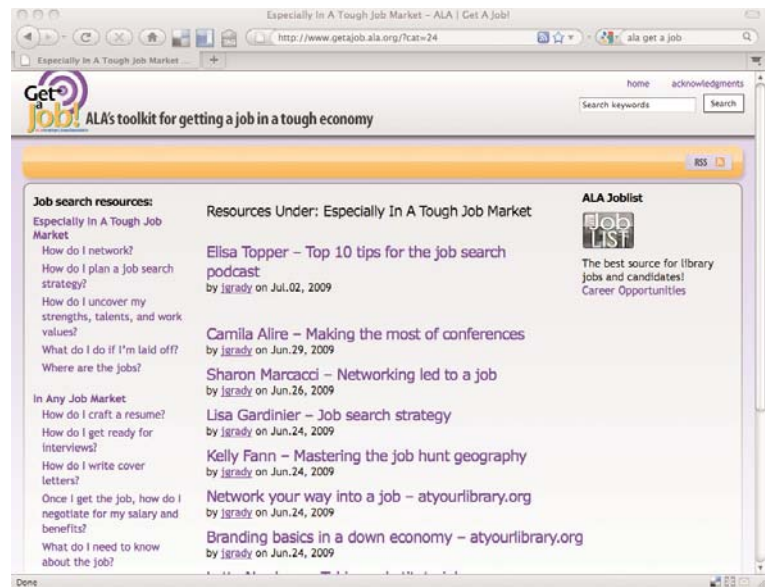 Especially In A Tough Job Market – ALA | Get A Job!
http://www.getajob.ala.org/?cat=24
ala get a job
Especially In A Tough Job Market ...
home acknowledgments
Search keywords Search
Get a Job!
ALA's toolkit for getting a job in a tough economy
RSS
Job search resources:
Especially In A Tough Job
Market
How do I network?
How do I plan a job search
strategy?
How do I uncover my
strengths, talents, and work
values?
What do I do if I'm laid off?
Where are the jobs?
In Any Job Market
How do I craft a resume?
How do I get ready for
interviews?
How do I write cover
letters?
Once I get the job, how do I
negotiate for my salary and
benefits?
What do I need to know
about the job?
Resources Under: Especially In A Tough Job Market
Elisa Topper – Top 10 tips for the job search
podcast
by jgrady on Jul.02, 2009
Camila Alire – Making the most of conferences
by jgrady on Jun.29, 2009
Sharon Marcacci – Networking led to a job
by jgrady on Jun.26, 2009
Lisa Gardinier – Job search strategy
by jgrady on Jun.24, 2009
Kelly Fann – Mastering the job hunt geography
by jgrady on Jun.24, 2009
Network your way into a job – atyourlibrary.org
by jgrady on Jun.24, 2009
Branding basics in a down economy – atyourlibrary.org
by jgrady on Jun.24, 2009
ALA Joblist
Job
LIST
The best source for library
jobs and candidates!
Career Opportunities
Done